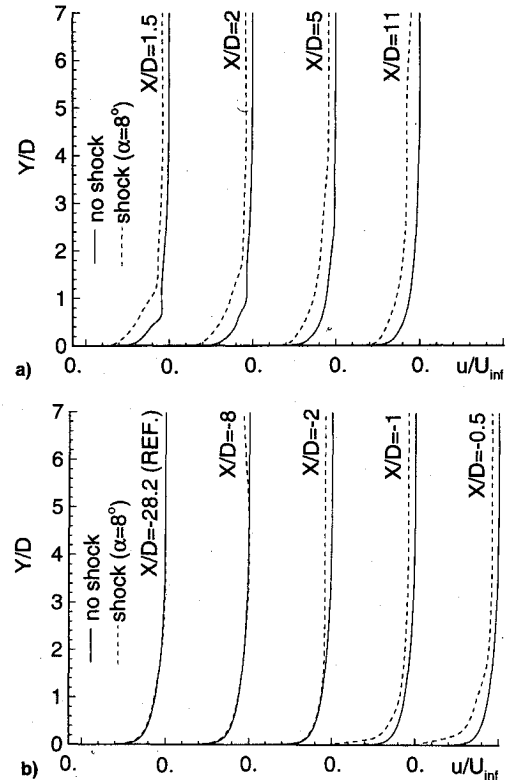 7
6
5
4
3
2
1
0
Y/D
no shock
shock (α=8°)
X/D=1.5
X/D=2
X/D=5
X/D=11
a)
0. 0. 0. 0. 0. u/U_inf
7
6
5
4
3
2
1
0
Y/D
no shock
shock (α=8°)
X/D=-28.2 (REF.)
X/D=-8
X/D=-2
X/D=-1
X/D=-0.5
b)
0. 0. 0. 0. 0. u/U_inf